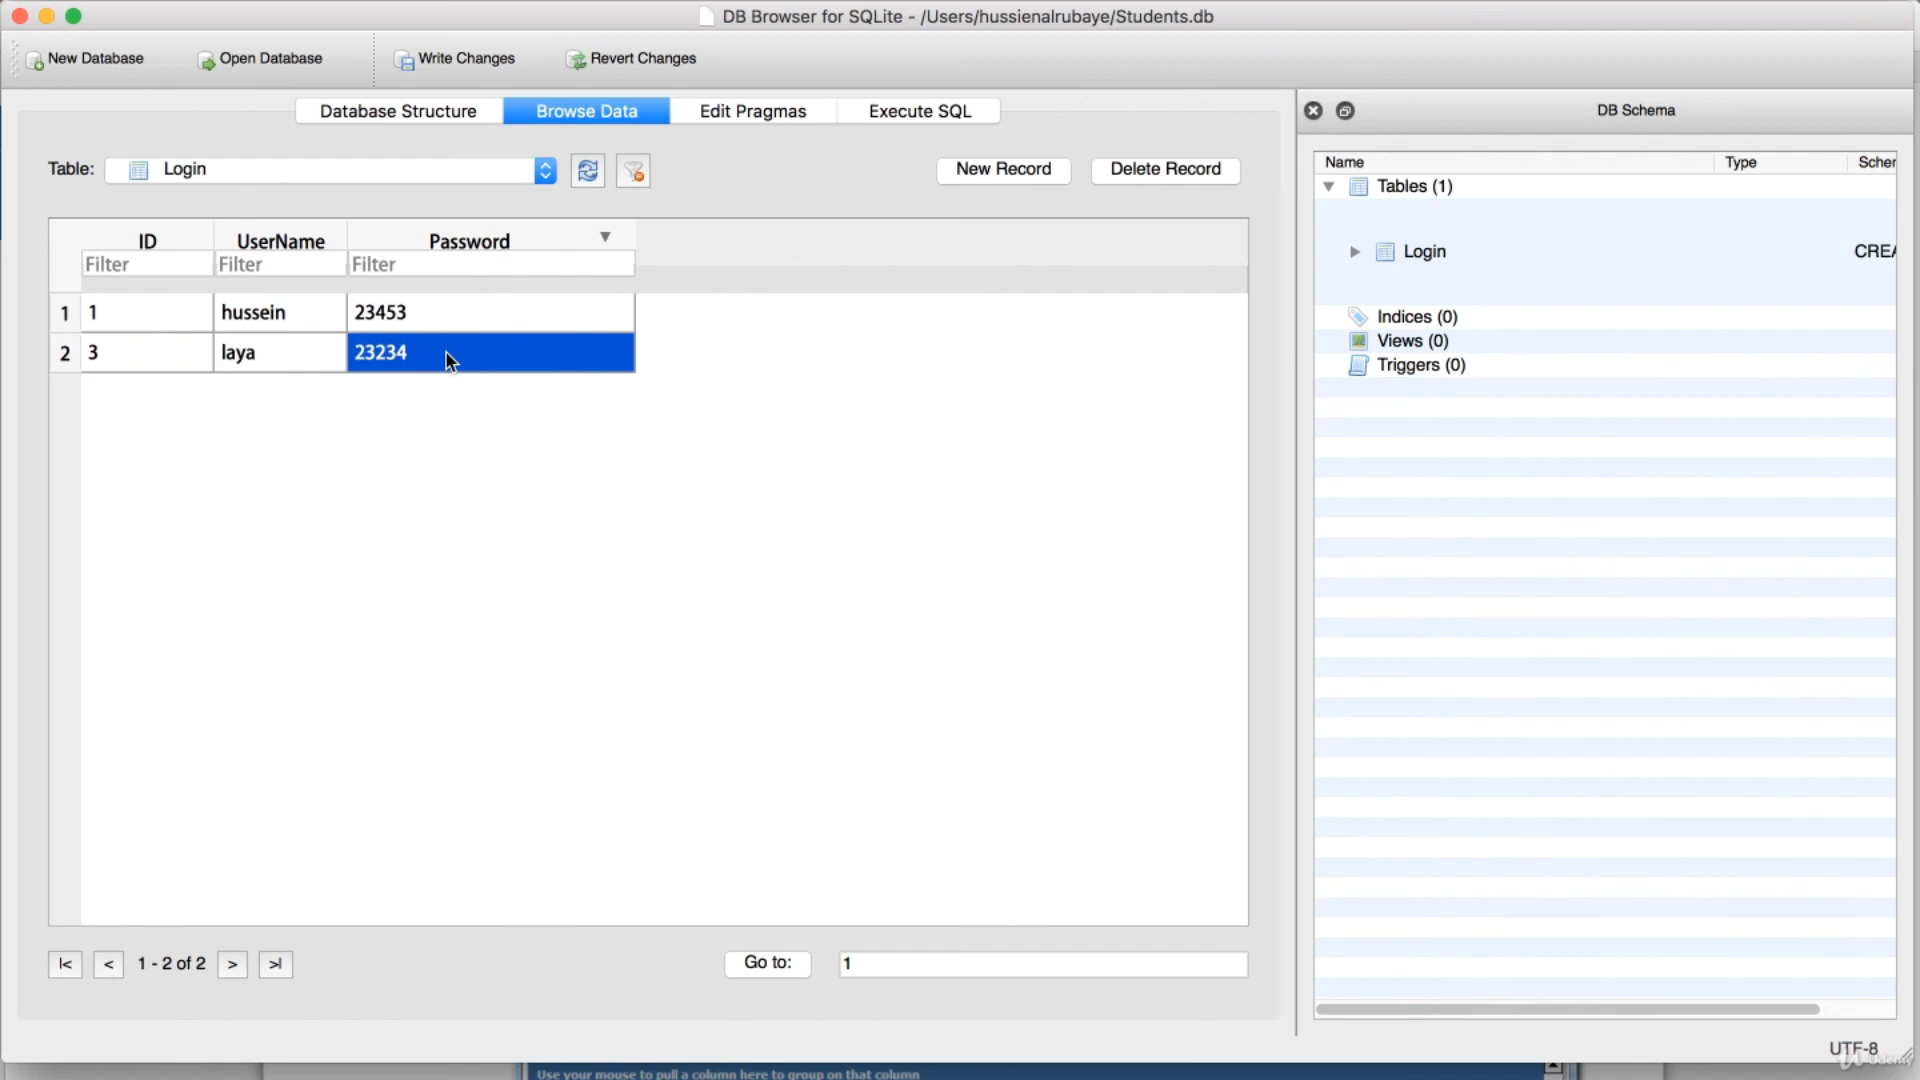 DB Browser for SQLite - /Users/hussienalrubaye/Students.db
New Database Open Database Write Changes Revert Changes
Database Structure Browse Data Edit Pragmas Execute SQL
DB Schema
Table: Login New Record Delete Record
Name Type Schem
Tables (1)
ID UserName Password
Filter Filter Filter
Login CREA
1 1 hussein 23453
2 3 laya 23234
Indices (0)
Views (0)
Triggers (0)
|< < 1 - 2 of 2 > >| Go to: 1
UTF-8
Udemy
Use your mouse to pull a column here to group on that column